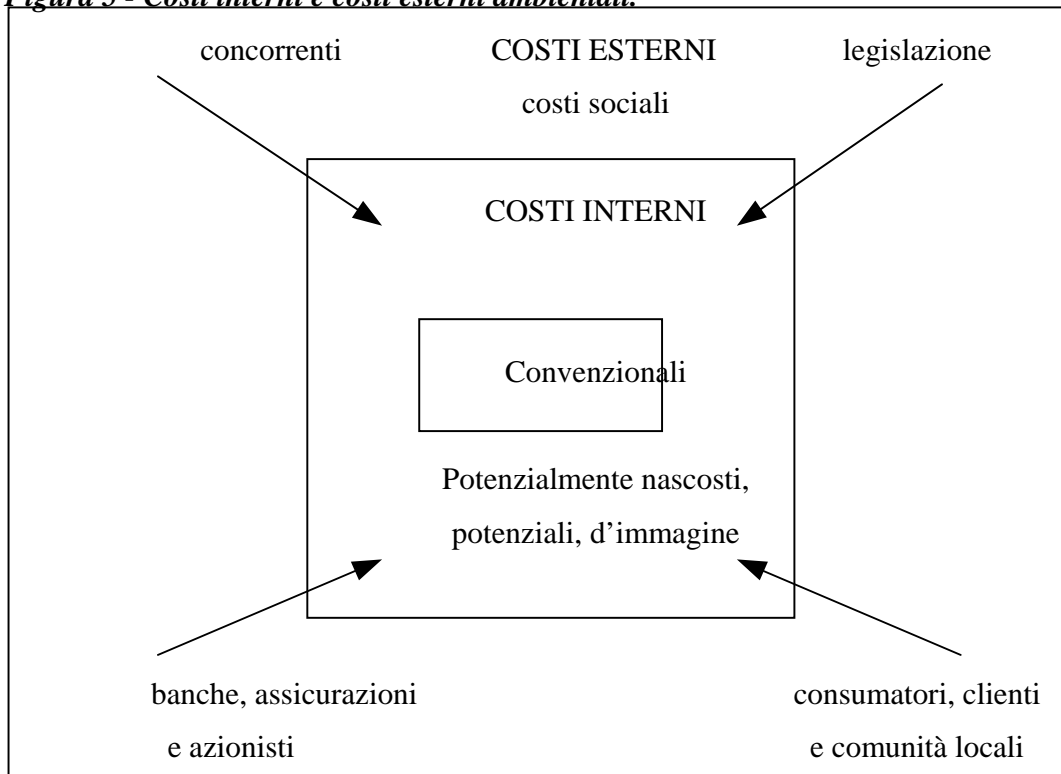 Figura 3 - Costi interni e costi esterni ambientali.
concorrenti COSTI ESTERNI legislazione
costi sociali
COSTI INTERNI
Convenzionali
Potenzialmente nascosti,
potenziali, d'immagine
banche, assicurazioni consumatori, clienti
e azionisti e comunità locali